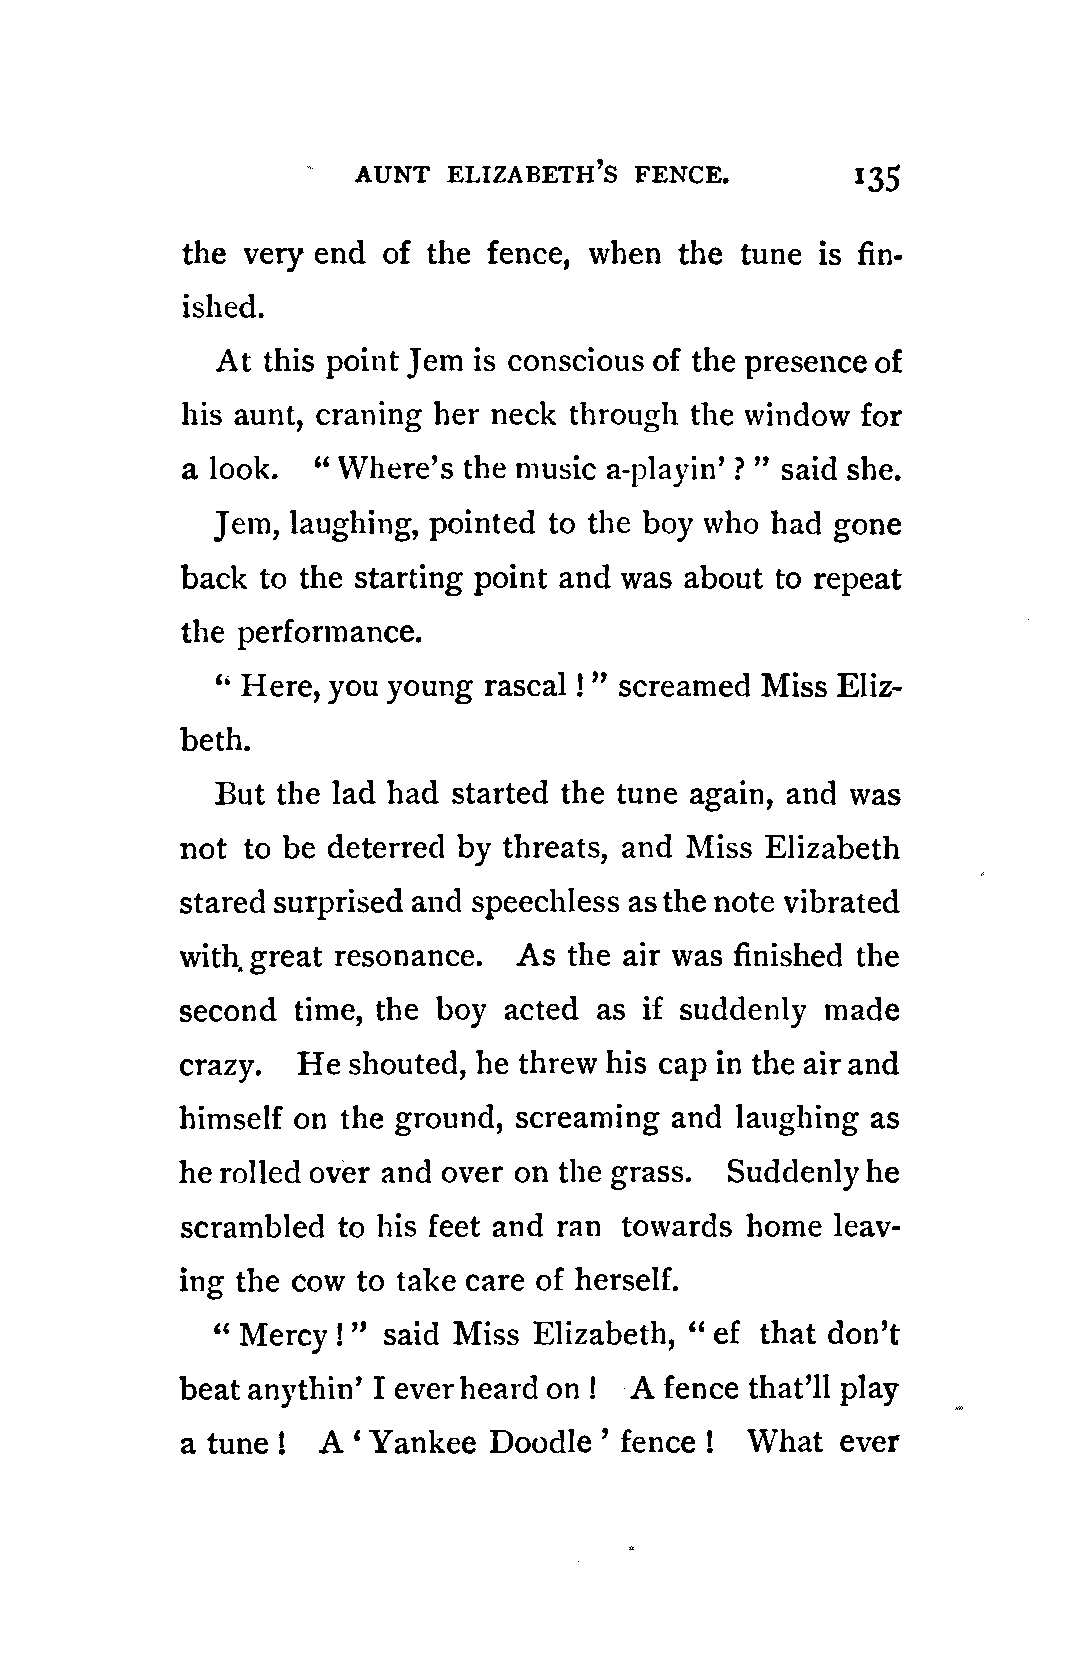 AUNT ELIZABETH'S FENCE. 135
the very end of the fence, when the tune is fin-
ished.
At this point Jem is conscious of the presence of
his aunt, craning her neck through the window for
a look. “ Where's the music a-playin' ? ” said she.
Jem, laughing, pointed to the boy who had gone
back to the starting point and was about to repeat
the performance.
“ Here, you young rascal ! ” screamed Miss Eliz-
beth.
But the lad had started the tune again, and was
not to be deterred by threats, and Miss Elizabeth
stared surprised and speechless as the note vibrated
with great resonance. As the air was finished the
second time, the boy acted as if suddenly made
crazy. He shouted, he threw his cap in the air and
himself on the ground, screaming and laughing as
he rolled over and over on the grass. Suddenly he
scrambled to his feet and ran towards home leav-
ing the cow to take care of herself.
“ Mercy ! ” said Miss Elizabeth, “ ef that don't
beat anythin' I ever heard on ! A fence that'll play
a tune ! A ‘ Yankee Doodle ’ fence ! What ever